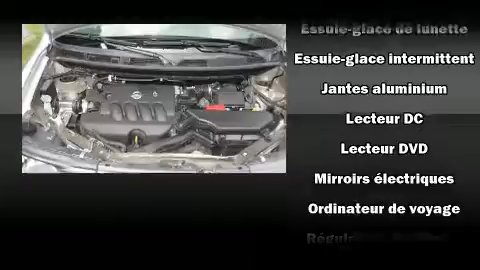 Essuie-glace de lunette
Essuie-glace intermittent
Jantes aluminium
Lecteur DC
Lecteur DVD
Mirroirs électriques
Ordinateur de voyage